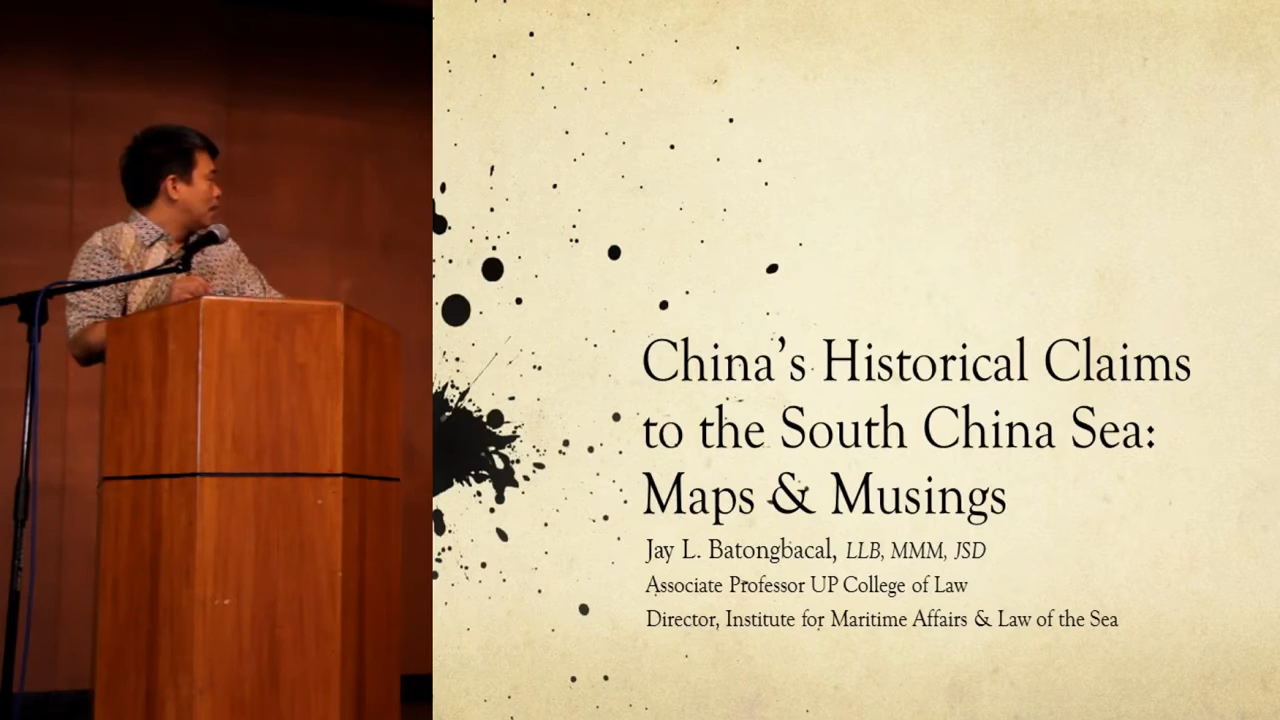 China's Historical Claims
to the South China Sea:
Maps & Musings
Jay L. Batongbacal, LLB, MMM, JSD
Associate Professor UP College of Law
Director, Institute for Maritime Affairs & Law of the Sea